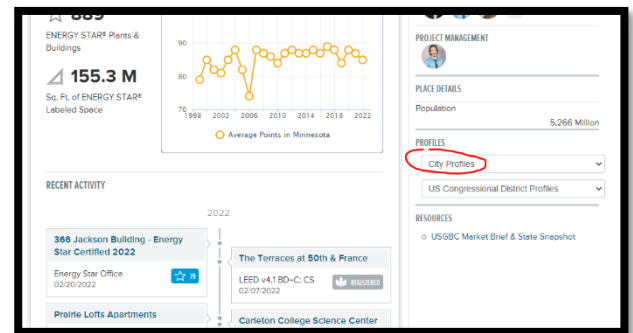 889
ENERGY STAR® Plants &
Buildings
155.3 M
Sq. Ft. of ENERGY STAR®
Labeled Space
90
80
70
1998 2002 2006 2010 2014 2018 2022
Average Points in Minnesota
RECENT ACTIVITY
2022
366 Jackson Building - Energy
Star Certified 2022
Energy Star Office
02/20/2022
Prairie Lofts Apartments
The Terraces at 50th & France
LEED v4.1 BD+C: CS
02/07/2022
REGISTERED
Carleton College Science Center
PROJECT MANAGEMENT
PLACE DETAILS
Population
5.266 Million
PROFILES
City Profiles
US Congressional District Profiles
RESOURCES
USGBC Market Brief & State Snapshot